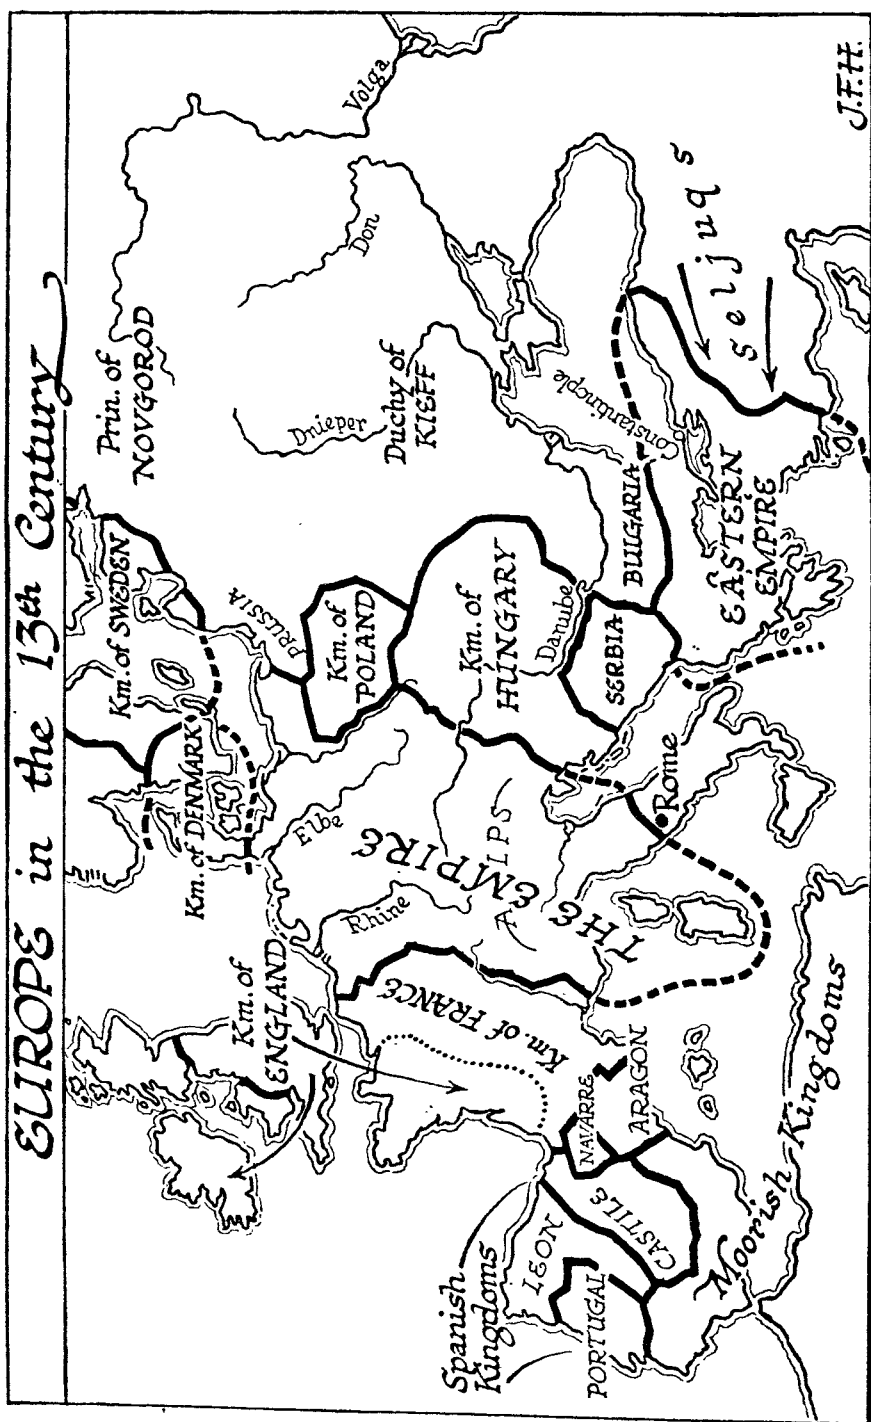 EUROPE in the 13th Century
Km. of SWEDEN
Prin. of
NOVGOROD
Km. of DENMARK
Km. of
ENGLAND
PRUSSIA
Volga
Elbe
Km. of
POLAND
Dnieper
Don
Rhine
Duchy of
KIEFF
Km. of FRANCE
THE EMPIRE
ALPS
Km. of
HUNGARY
Danube
Spanish
Kingdoms
LEON
NAVARRE
CASTILE
ARAGON
PORTUGAL
SERBIA
BULGARIA
Constantinople
Rome
EASTERN
EMPIRE
Seljuqs
Moorish Kingdoms
J.F.H.